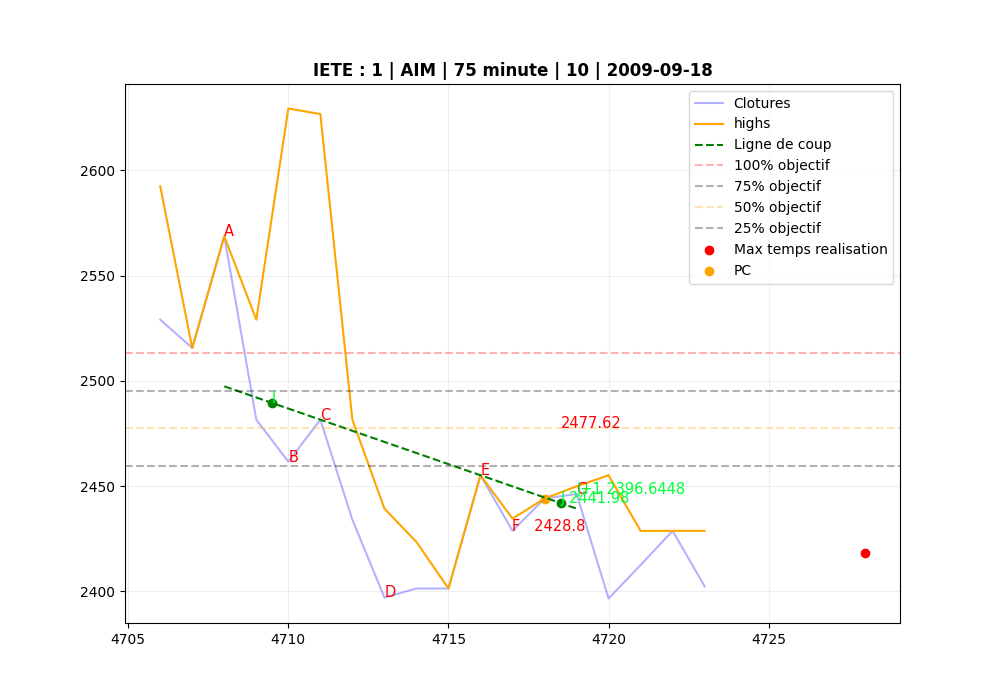 IETE : 1 | AIM | 75 minute | 10 | 2009-09-18
Clotures
highs
Ligne de coup
100% objectif
75% objectif
50% objectif
25% objectif
Max temps realisation
PC
2600
2550
2500
2450
2400
A
B
C
D
E
F
G
2477.62
+1 2396.6448
2441.98
2428.8
4705
4710
4715
4720
4725